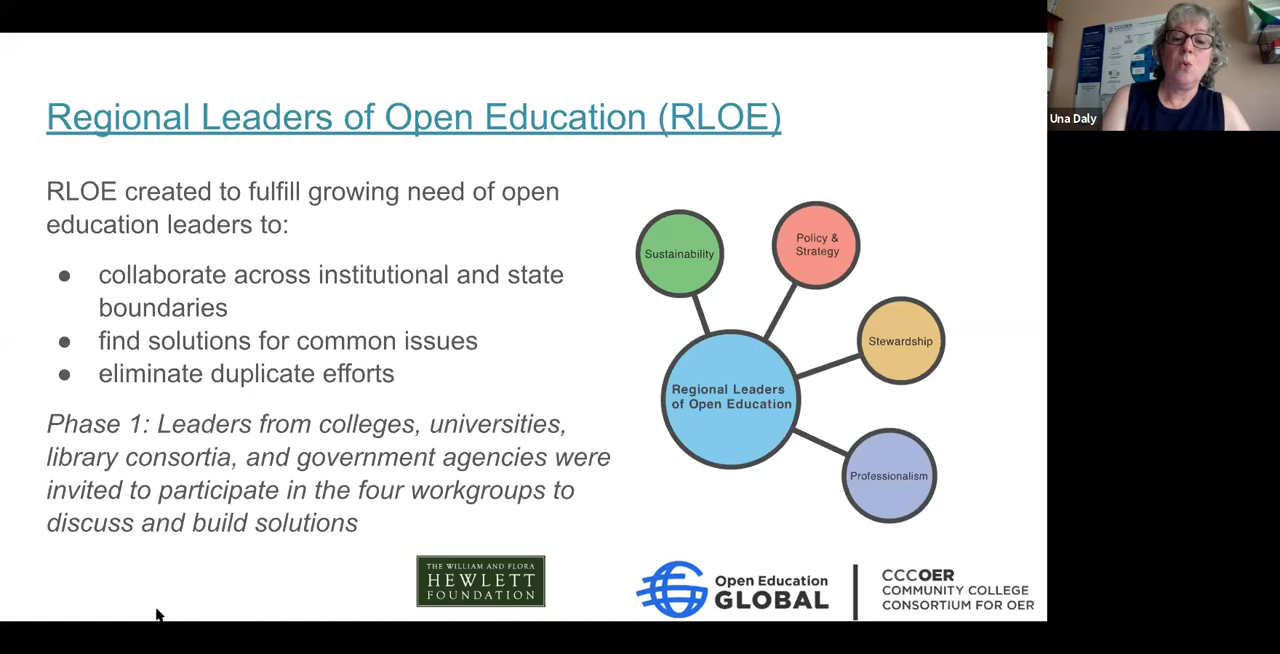 Regional Leaders of Open Education (RLOE)
Una Daly
RLOE created to fulfill growing need of open
education leaders to:
● collaborate across institutional and state
boundaries
● find solutions for common issues
● eliminate duplicate efforts
Phase 1: Leaders from colleges, universities,
library consortia, and government agencies were
invited to participate in the four workgroups to
discuss and build solutions
Sustainability
Policy &
Strategy
Stewardship
Regional Leaders
of Open Education
Professionalism
THE WILLIAM AND FLORA
HEWLETT
FOUNDATION
Open Education
GLOBAL
CCCOER
COMMUNITY COLLEGE
CONSORTIUM FOR OER